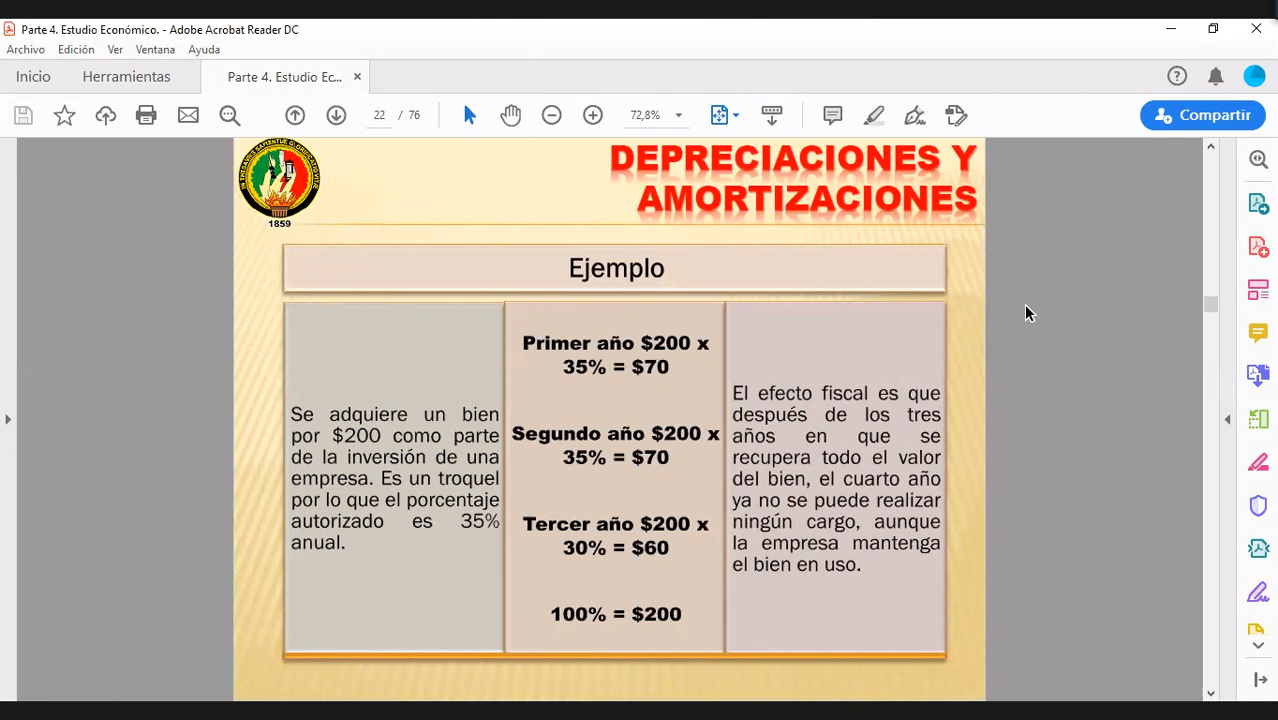 Parte 4. Estudio Económico. - Adobe Acrobat Reader DC
Archivo Edición Ver Ventana Ayuda
Inicio Herramientas Parte 4. Estudio Ec... ×
22 / 76 72,8% Compartir
DEPRECIACIONES Y
AMORTIZACIONES
IN THESAVRIS SAPIENTIAE GLORIFICATIO VITAE
1859
Ejemplo
Se adquiere un bien
por $200 como parte
de la inversión de una
empresa. Es un troquel
por lo que el porcentaje
autorizado es 35%
anual.
Primer año $200 x
35% = $70
Segundo año $200 x
35% = $70
Tercer año $200 x
30% = $60
100% = $200
El efecto fiscal es que
después de los tres
años en que se
recupera todo el valor
del bien, el cuarto año
ya no se puede realizar
ningún cargo, aunque
la empresa mantenga
el bien en uso.